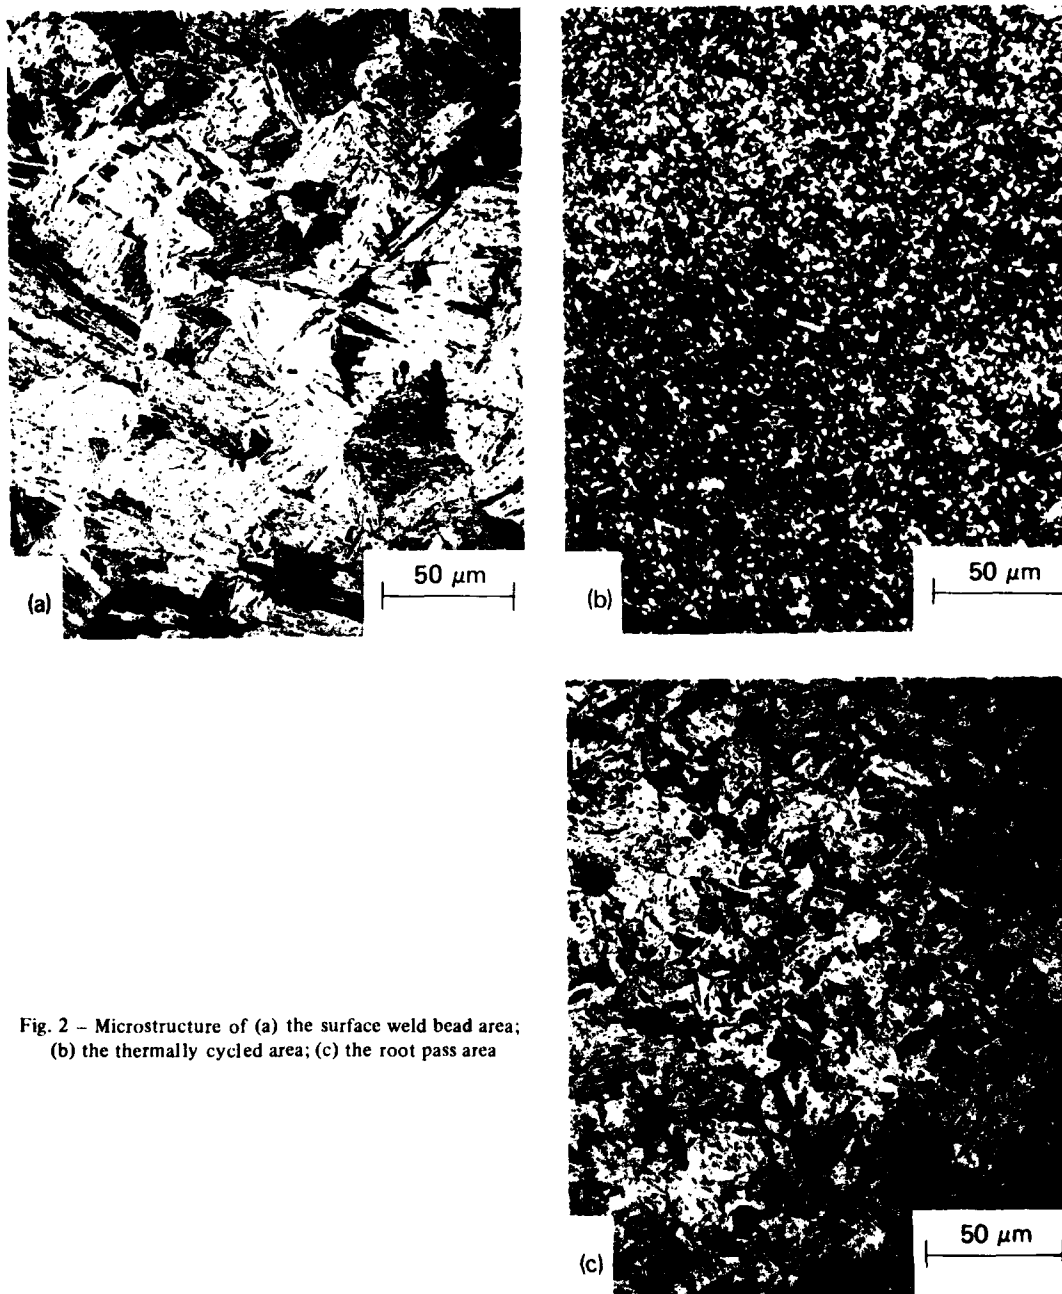 (a)
50 μm
(b)
50 μm
Fig. 2 – Microstructure of (a) the surface weld bead area;
(b) the thermally cycled area; (c) the root pass area
(c)
50 μm